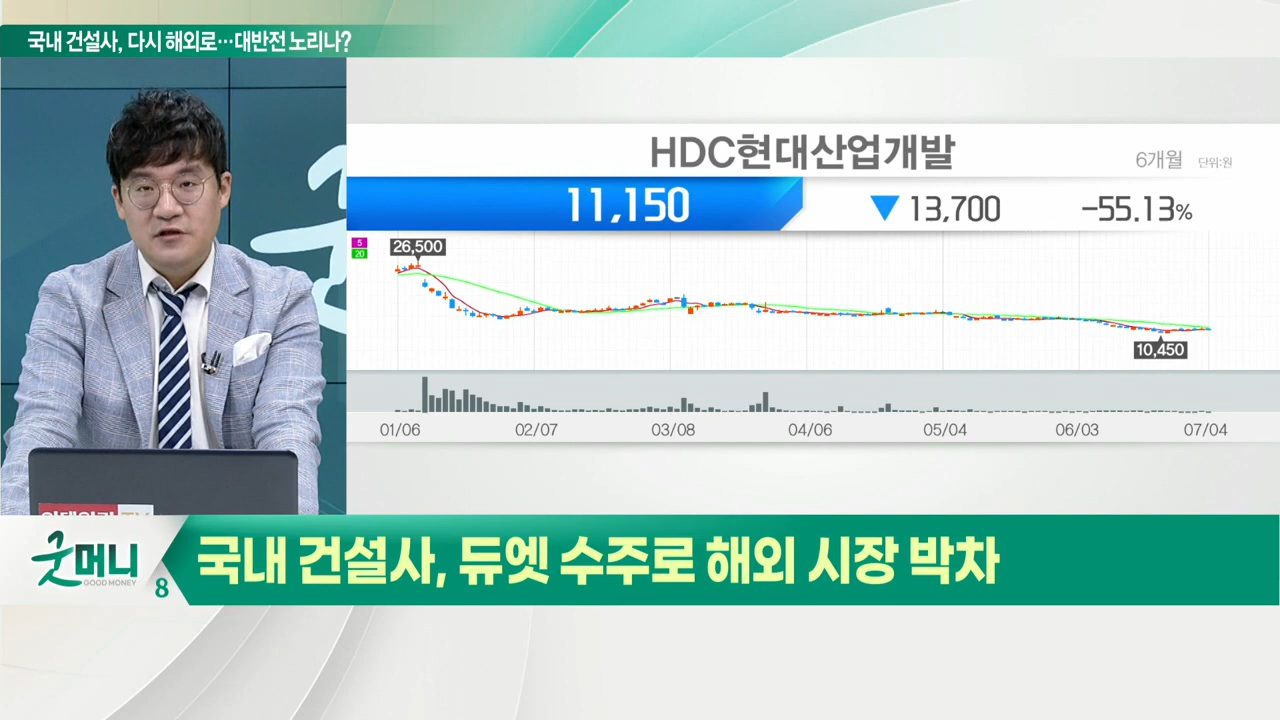 국내 건설사, 다시 해외로…대반전 노리나?
HDC현대산업개발
6개월 단위:원
11,150 ▼ 13,700 -55.13%
5
20
26,500
10,450
01/06 02/07 03/08 04/06 05/04 06/03 07/04
굿머니
GOOD MONEY
8
국내 건설사, 듀엣 수주로 해외 시장 박차